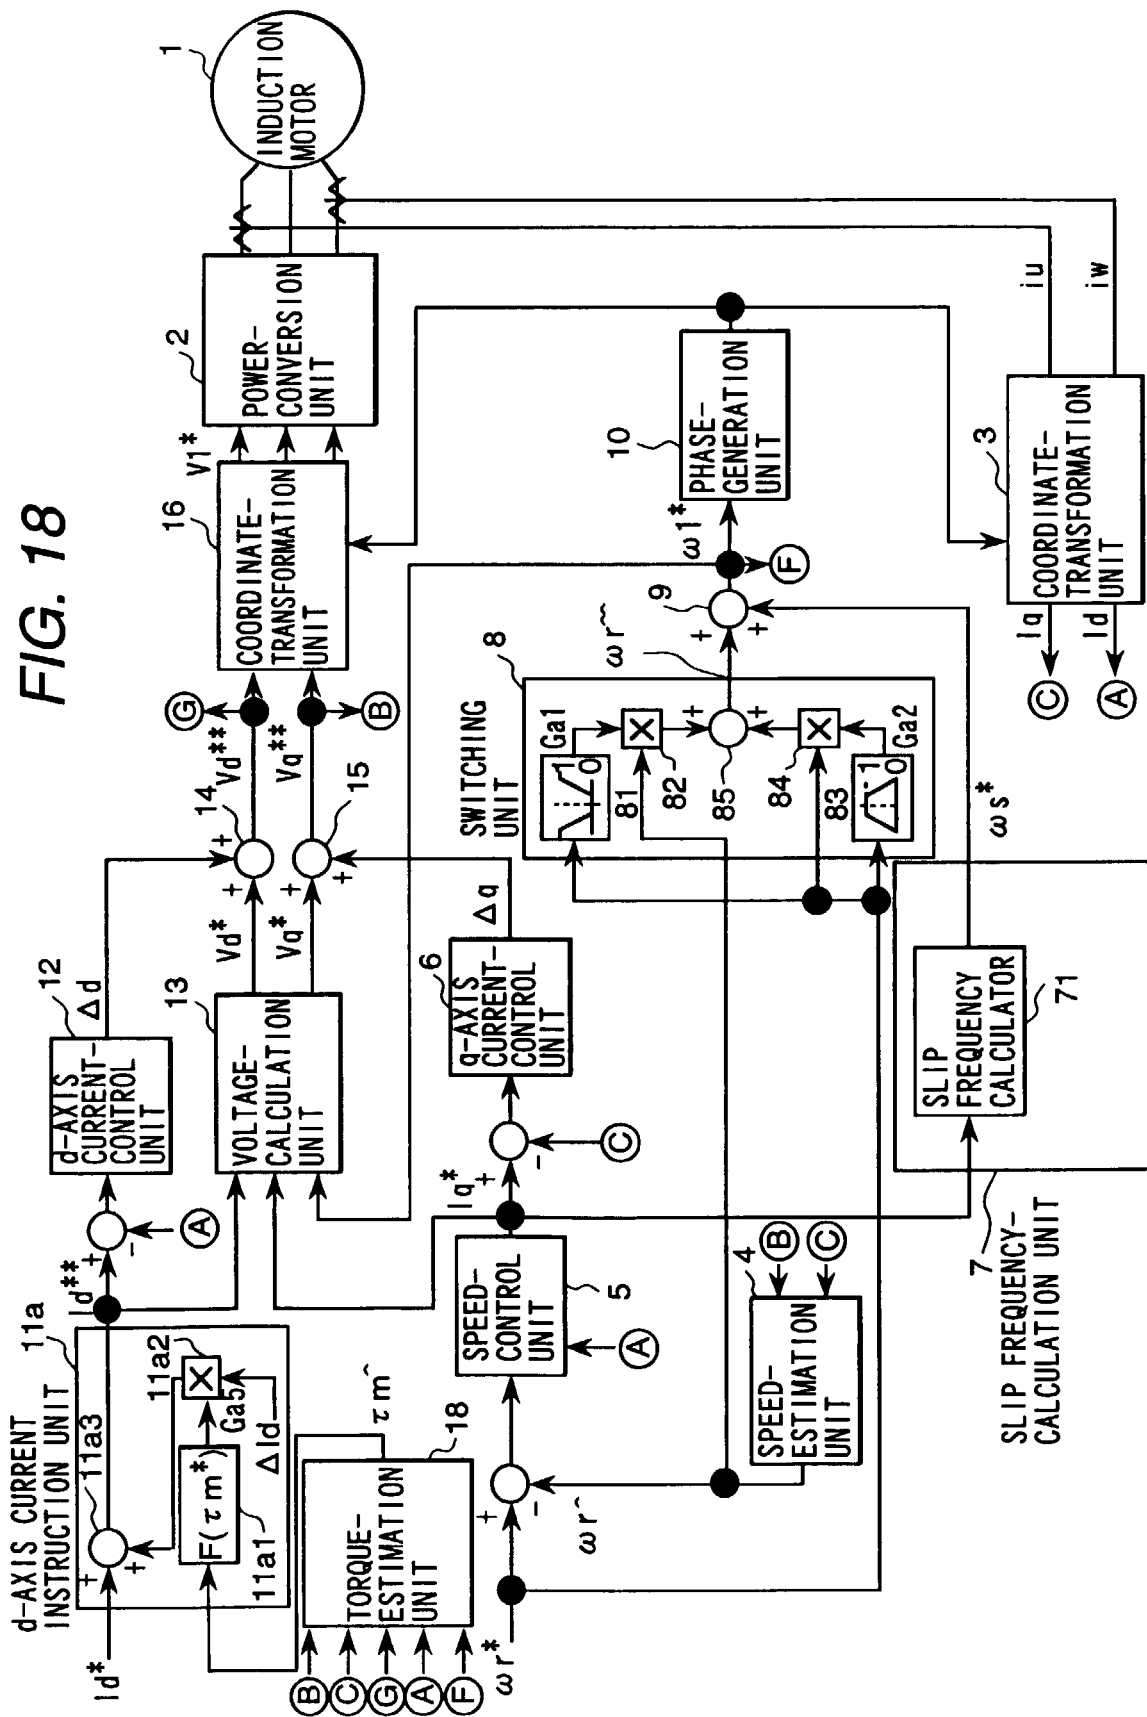 FIG. 18
d-AXIS CURRENT
INSTRUCTION UNIT
11a
Id*
+
+
11a3
11a2
F(τm*)
11a1
Ga5
ΔId
Id**
+
-
A
12
d-AXIS
CURRENT-
CONTROL
UNIT
Δd
13
VOLTAGE-
CALCULATION
UNIT
Vd*
Vq*
+
+
14
+
+
15
Vd**
Vq**
G
B
16
COORDINATE-
TRANSFORMATION
UNIT
V1*
2
POWER-
CONVERSION
UNIT
1
INDUCTION
MOTOR
B
C
G
A
F
TORQUE-
ESTIMATION
UNIT
18
τm^
ωr*
+
-
ωr^
SPEED-
CONTROL
UNIT
5
A
Iq*
+
-
C
q-AXIS
CURRENT-
CONTROL
UNIT
6
Δq
SPEED-
ESTIMATION
UNIT
4
B
C
SWITCHING
UNIT
8
1
0
Ga1
81
82
+
+
85
84
83
1
0
Ga2
ωr^~
+
+
9
ω1*
F
10
PHASE-
GENERATION
UNIT
SLIP FREQUENCY-
CALCULATION UNIT
7
SLIP
FREQUENCY
CALCULATOR
71
ωs*
3
COORDINATE-
TRANSFORMATION
UNIT
Iq
Id
C
A
iu
iw